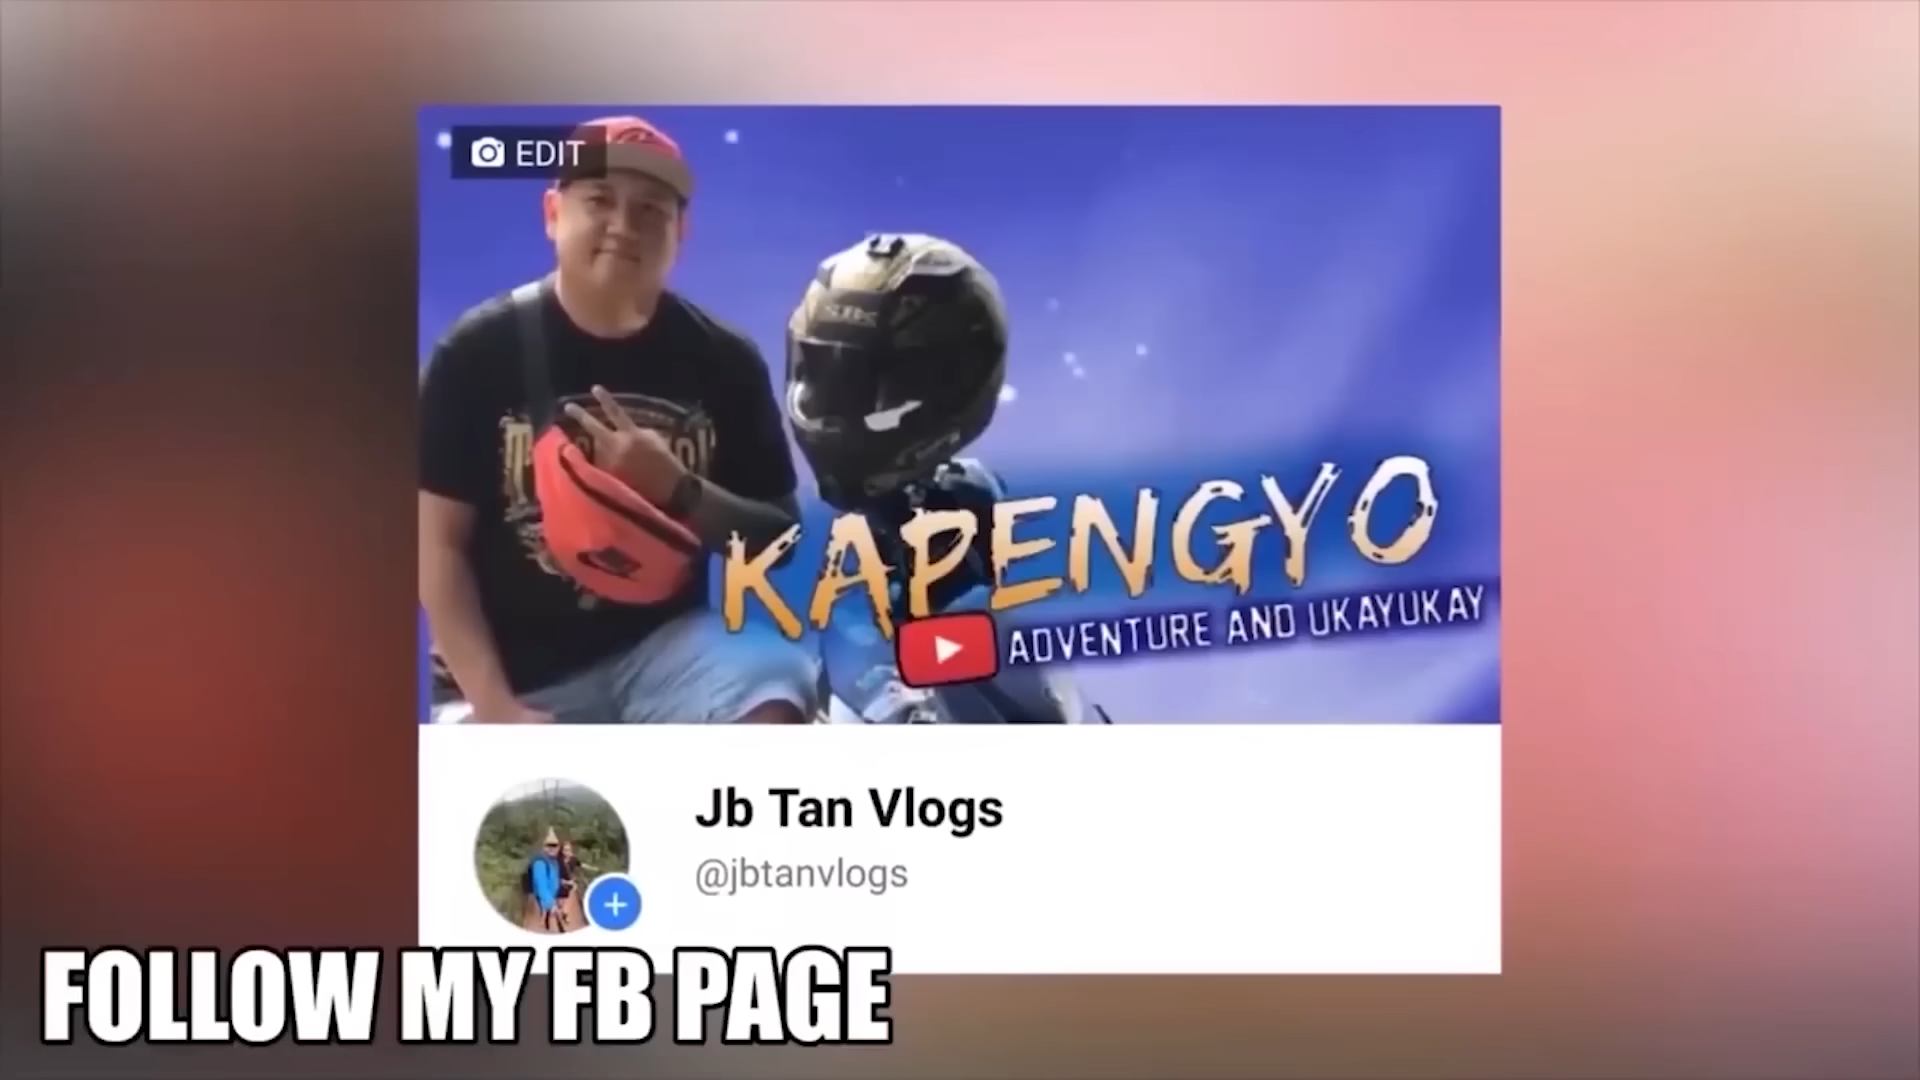 EDIT
KAPENGYO
ADVENTURE AND UKAYUKAY
Jb Tan Vlogs
@jbtanvlogs
FOLLOW MY FB PAGE